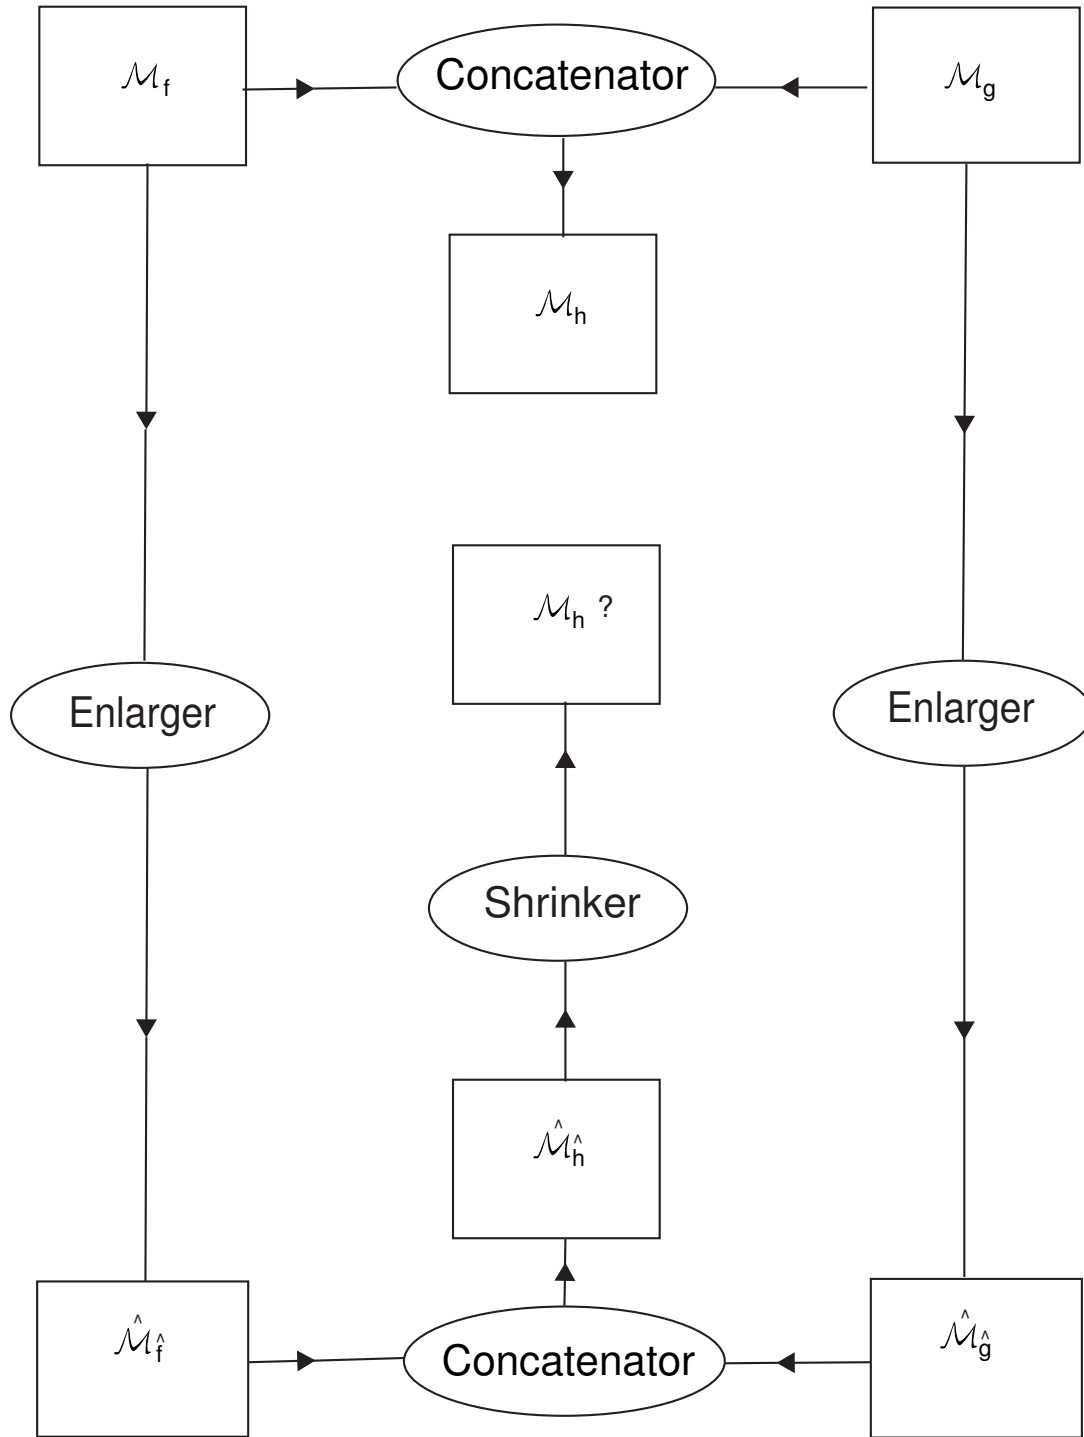 ℳf
Concatenator
ℳg
ℳh
ℳh ?
Enlarger
Enlarger
Shrinker
ℳ̂ĥ
ℳ̂f̂
Concatenator
ℳ̂ĝ